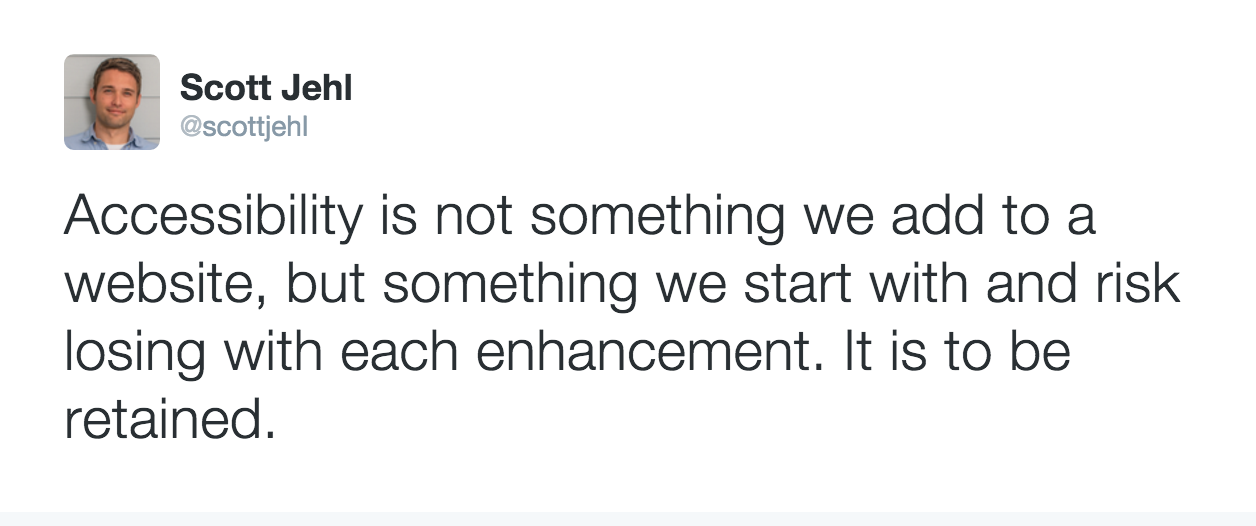 Scott Jehl
@scottjehl
Accessibility is not something we add to a
website, but something we start with and risk
losing with each enhancement. It is to be
retained.